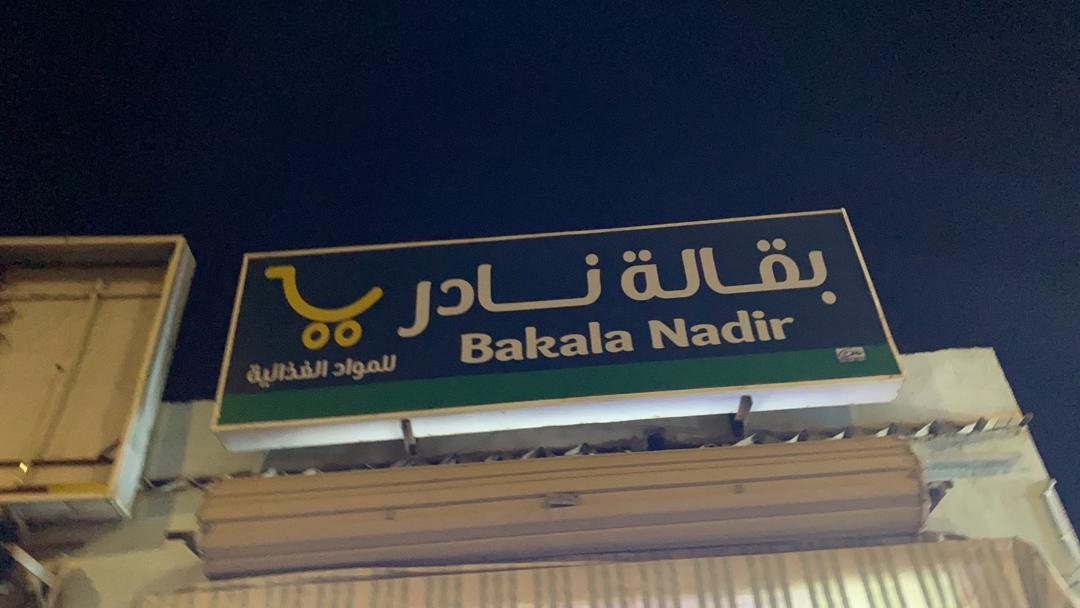 بقالة نادر
Bakala Nadir
للمواد الغذائية